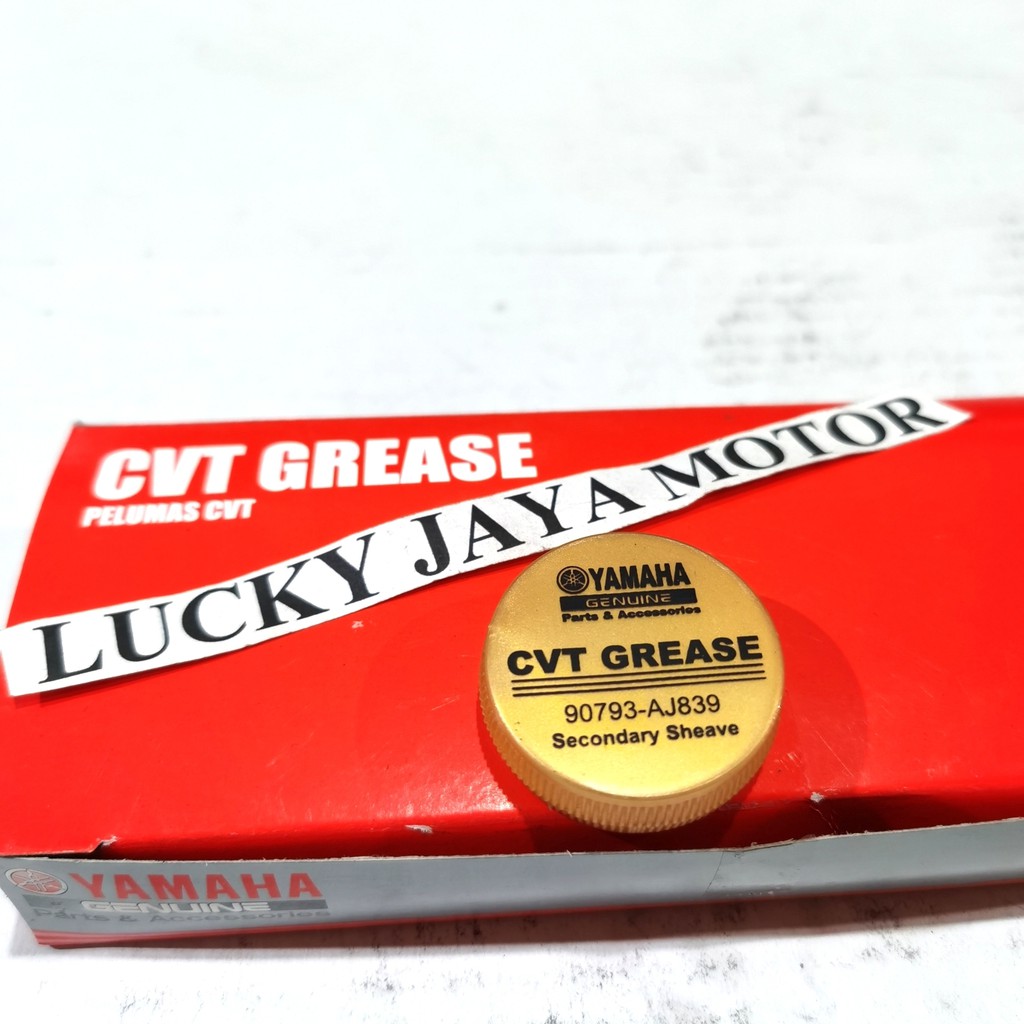 CVT GREASE
PELUMAS CVT
LUCKY JAYA MOTOR
YAMAHA
GENUINE
Parts & Accessories
CVT GREASE
90793-AJ839
Secondary Sheave
YAMAHA
GENUINE
Parts & Accessories